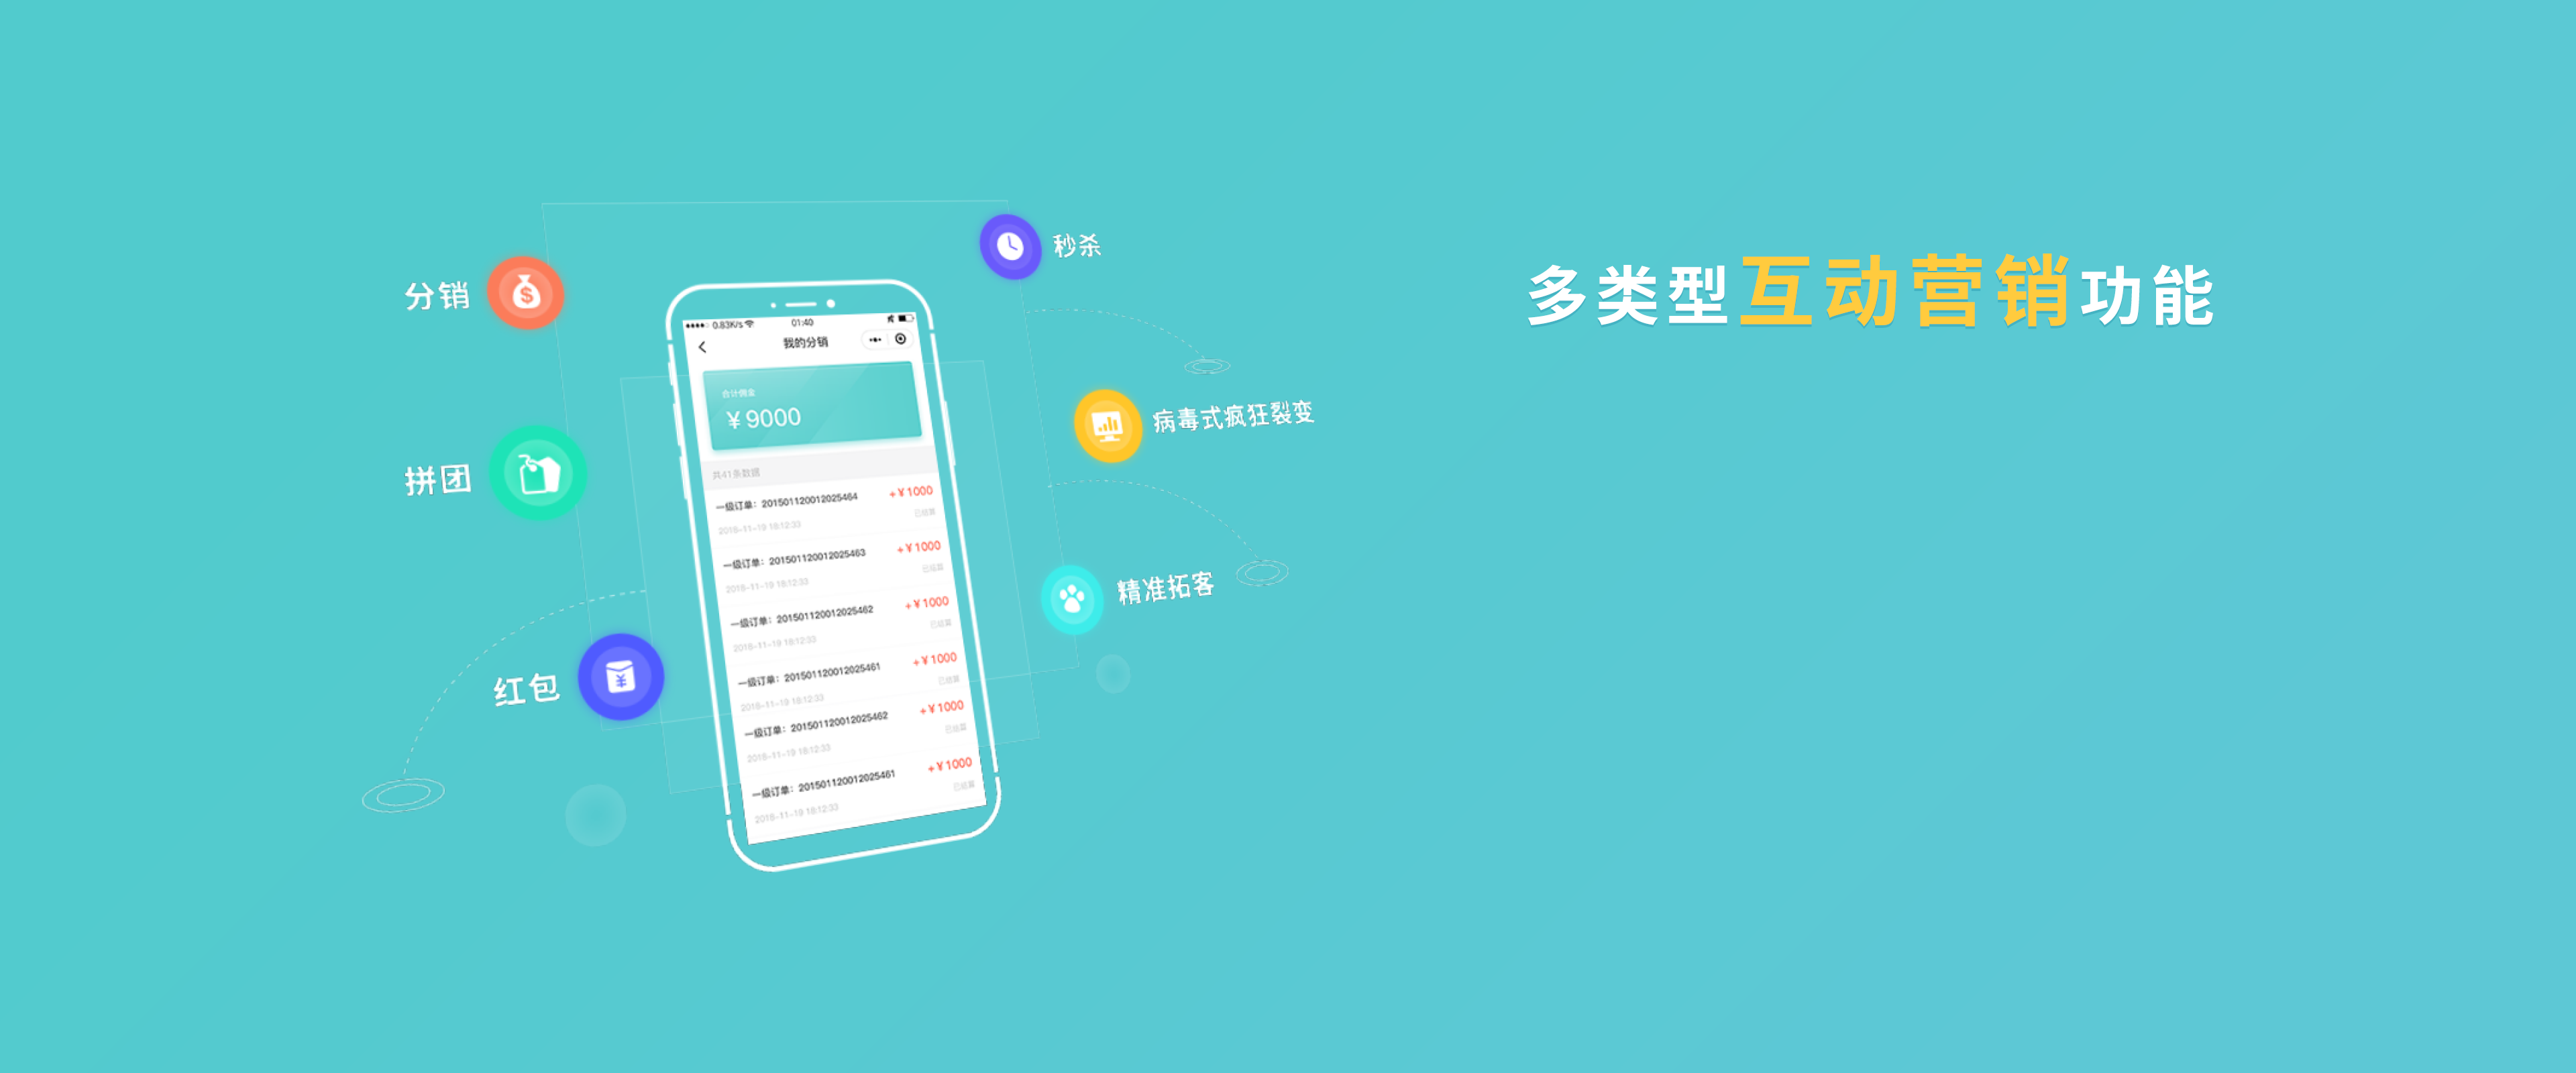 多类型互动营销功能
分销
拼团
红包
秒杀
病毒式疯狂裂变
精准拓客
0.83K/s
01:40
我的分销
合计佣金
¥9000
共41条数据
一级订单：201501120012025464
+¥1000
2018-11-19 18:12:33
已结算
一级订单：201501120012025463
+¥1000
2018-11-19 18:12:33
已结算
一级订单：201501120012025462
+¥1000
2018-11-19 18:12:33
已结算
一级订单：201501120012025461
+¥1000
2018-11-19 18:12:33
已结算
一级订单：201501120012025462
+¥1000
2018-11-19 18:12:33
已结算
一级订单：201501120012025461
+¥1000
2018-11-19 18:12:33
已结算